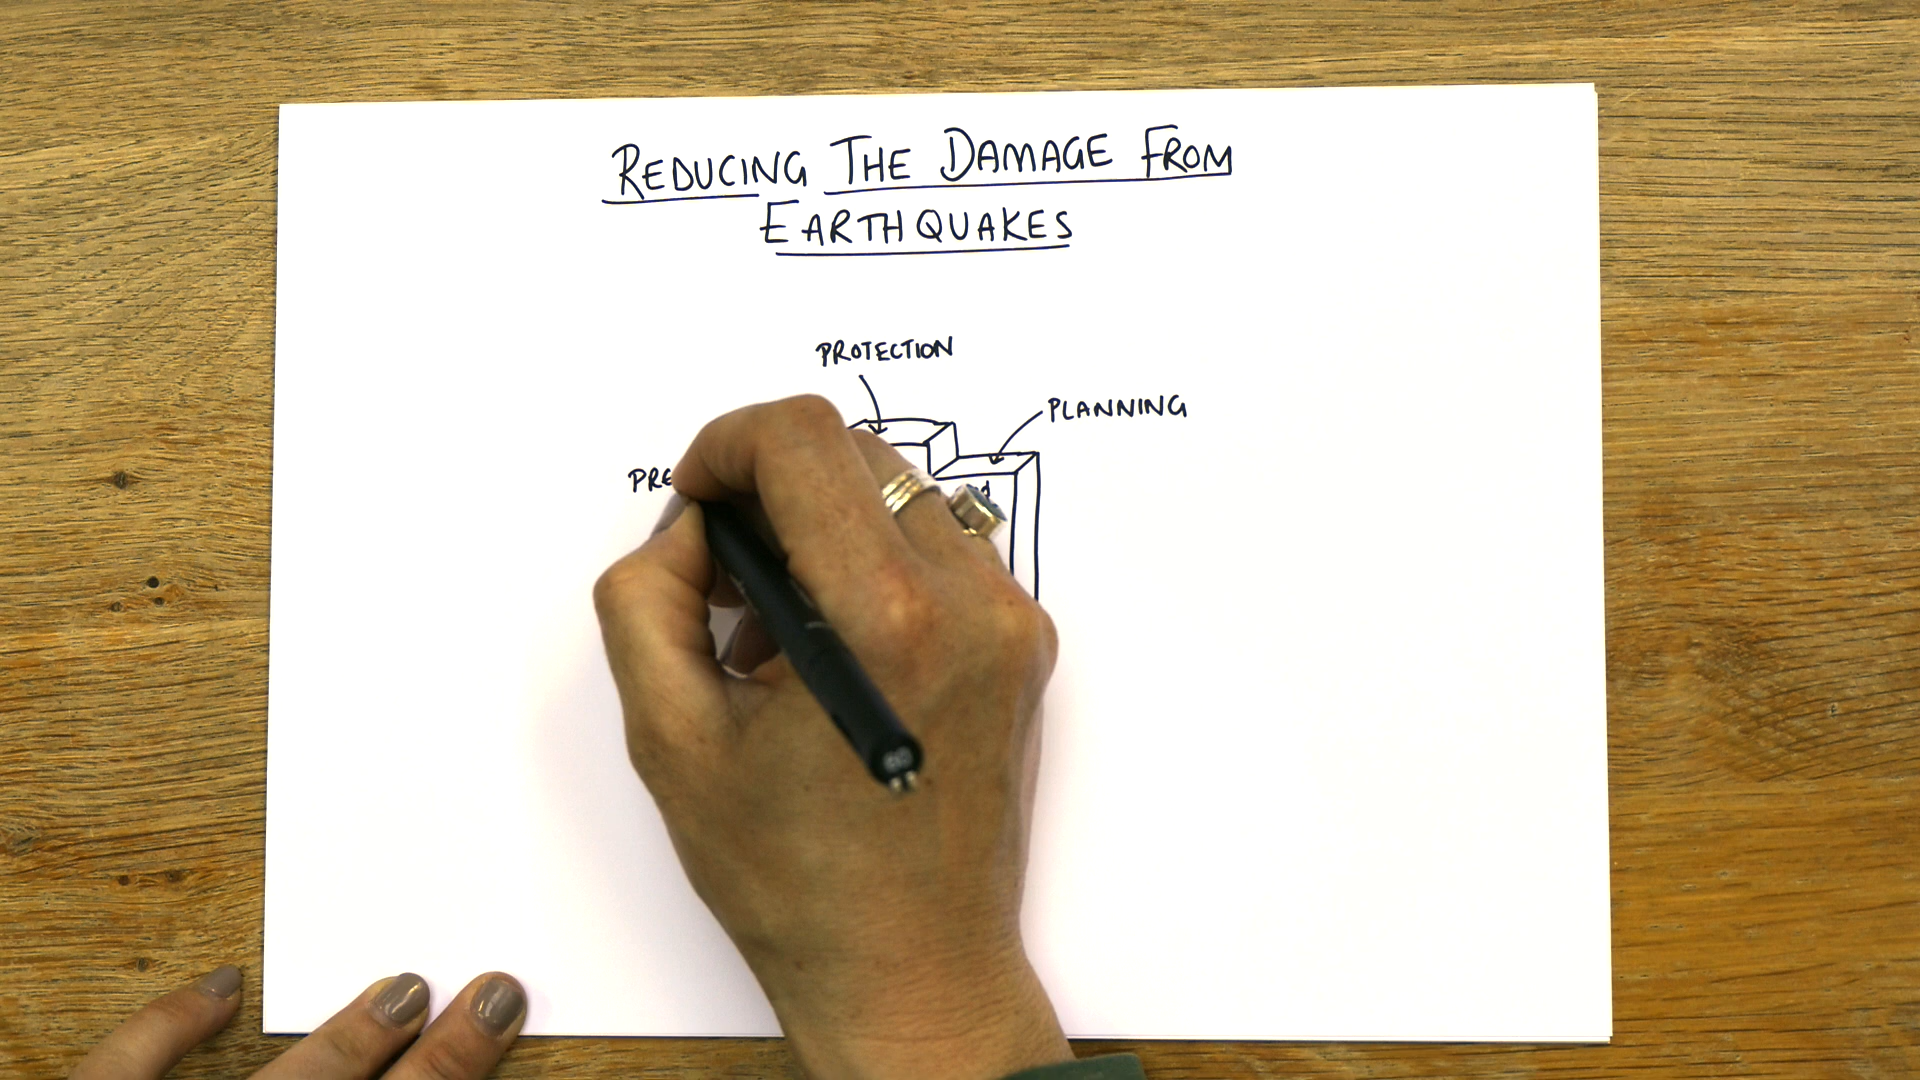 REDUCING THE DAMAGE FROM
EARTHQUAKES
PROTECTION
PLANNING